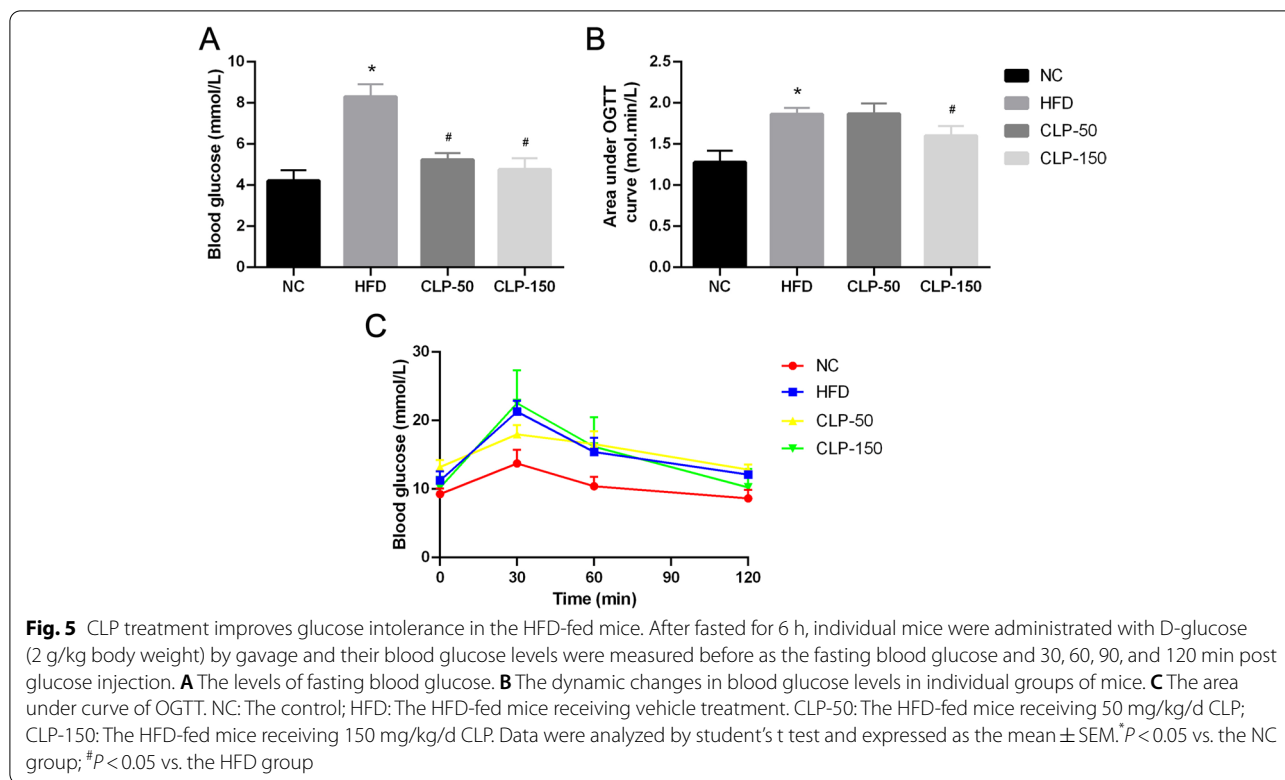 A
Blood glucose (mmol/L)
10
8
6
4
2
0
*
#
#
NC
HFD
CLP-50
CLP-150
B
Area under OGTT
curve (mol.min/L)
2.5
2.0
1.5
1.0
0.5
0.0
*
#
NC
HFD
CLP-50
CLP-150
NC
HFD
CLP-50
CLP-150
C
Blood glucose (mmol/L)
30
20
10
0
0
30
60
90
120
Time (min)
NC
HFD
CLP-50
CLP-150
Fig. 5 CLP treatment improves glucose intolerance in the HFD-fed mice. After fasted for 6 h, individual mice were administrated with D-glucose
(2 g/kg body weight) by gavage and their blood glucose levels were measured before as the fasting blood glucose and 30, 60, 90, and 120 min post
glucose injection. A The levels of fasting blood glucose. B The dynamic changes in blood glucose levels in individual groups of mice. C The area
under curve of OGTT. NC: The control; HFD: The HFD-fed mice receiving vehicle treatment. CLP-50: The HFD-fed mice receiving 50 mg/kg/d CLP;
CLP-150: The HFD-fed mice receiving 150 mg/kg/d CLP. Data were analyzed by student's t test and expressed as the mean ± SEM.*P < 0.05 vs. the NC
group; #P < 0.05 vs. the HFD group